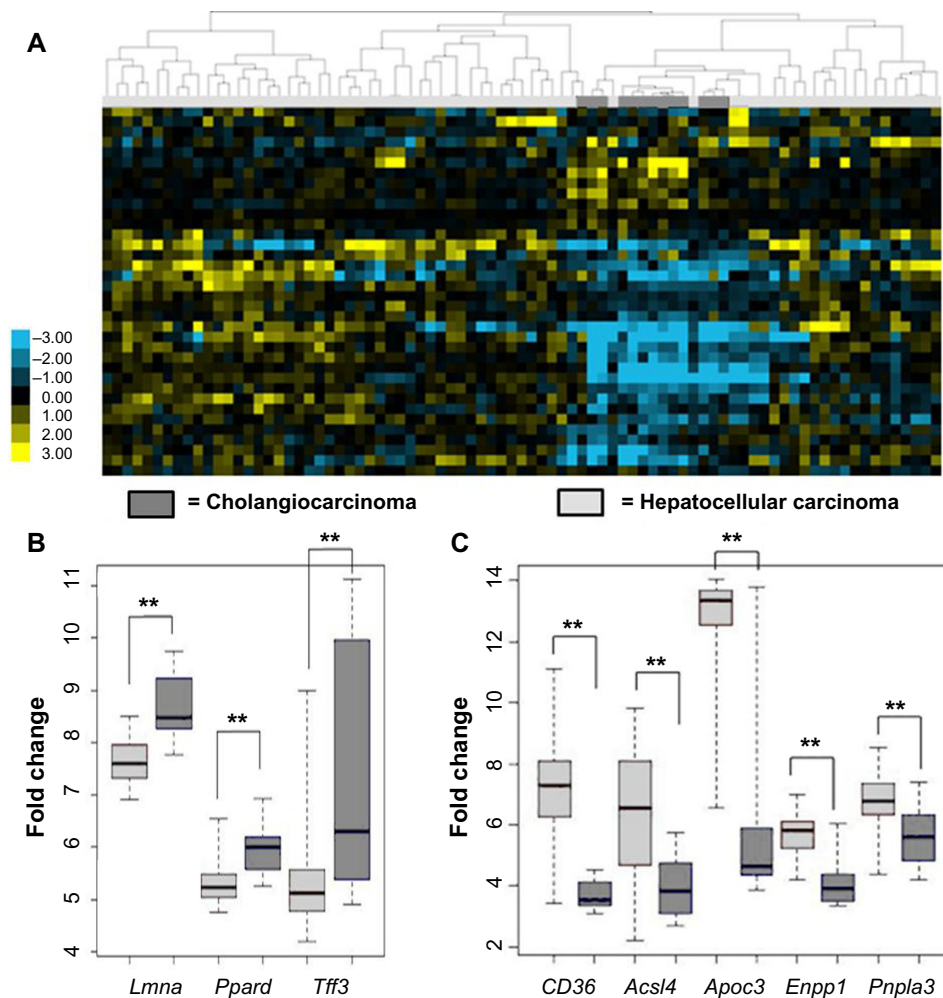 A
–3.00
–2.00
–1.00
0.00
1.00
2.00
3.00
= Cholangiocarcinoma
= Hepatocellular carcinoma
B
**
**
**
Fold change
11
10
9
8
7
6
5
4
Lmna
Ppard
Tff3
C
**
**
**
**
**
Fold change
14
12
10
8
6
4
2
CD36
Acsl4
Apoc3
Enpp1
Pnpla3